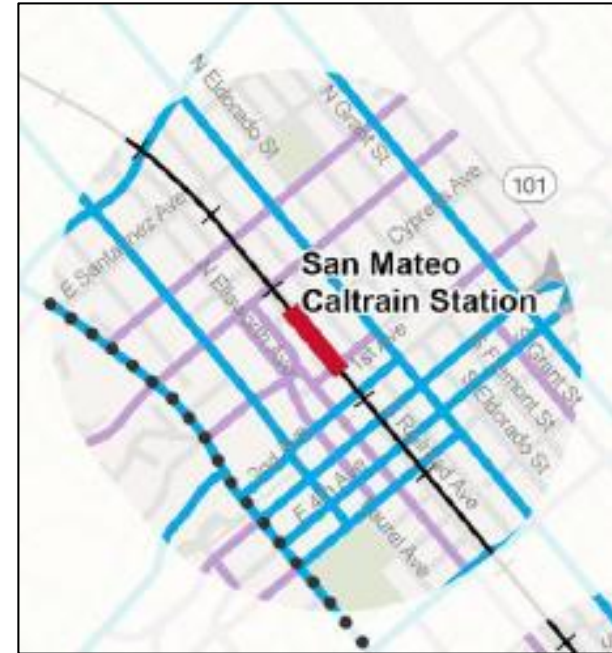 N Eldorado St
N Grant St
101
Cypress Ave
E Santa Inez Ave
San Mateo
Caltrain Station
N Ellsworth Ave
1st Ave
S Grant St
S Fremont St
S Eldorado St
2nd Ave
Railroad Ave
E 4th Ave
Laurel Ave